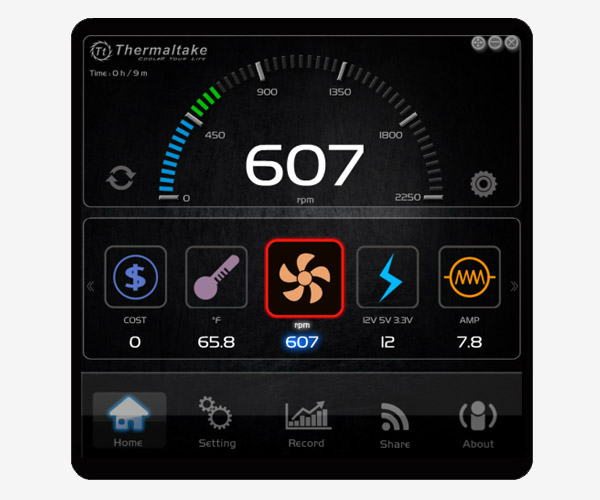 Tt Thermaltake
COOLER YOUR LIFE
Time : 0 h / 9 m
900
1350
450
1800
607
0
rpm
2250
$
COST
°F
rpm
12V 5V 3.3V
AMP
0
65.8
607
12
7.8
Home
Setting
Record
Share
About